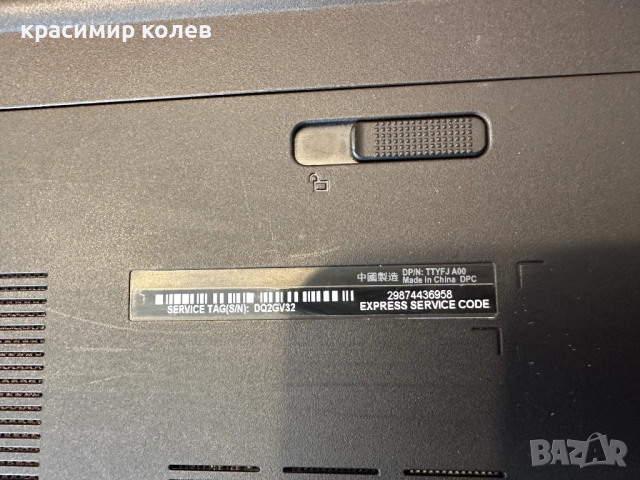 красимир колев
中國製造 DP/N: TTYFJ A00
Made in China DPC
29874436958
SERVICE TAG(S/N): DQ2GV32
EXPRESS SERVICE CODE
BAZAR